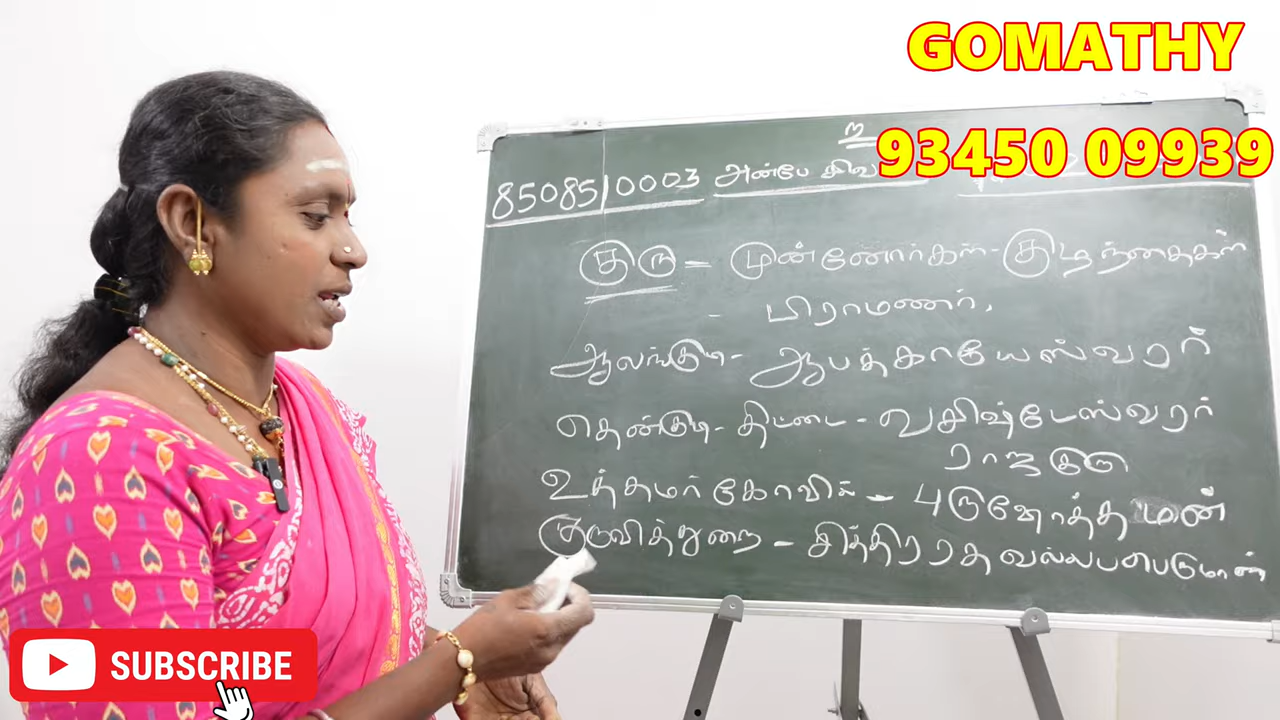 GOMATHY
93450 09939
உ
8508510003 அன்பே சிவ
குரு = முன்னோர்கள் - குழந்தைகள்
- பிராமணர்,
ஆலங்குடி - ஆபத்காயேஸ்வரர்
தென்குடி - திட்டை - வசிஷ்டேஸ்வரர்
ராஜகுரு
உத்தமர் கோவில் - புருஷோத்தமன்
குருவித்துறை - சித்திரரத வல்லபபெருமாள்
SUBSCRIBE